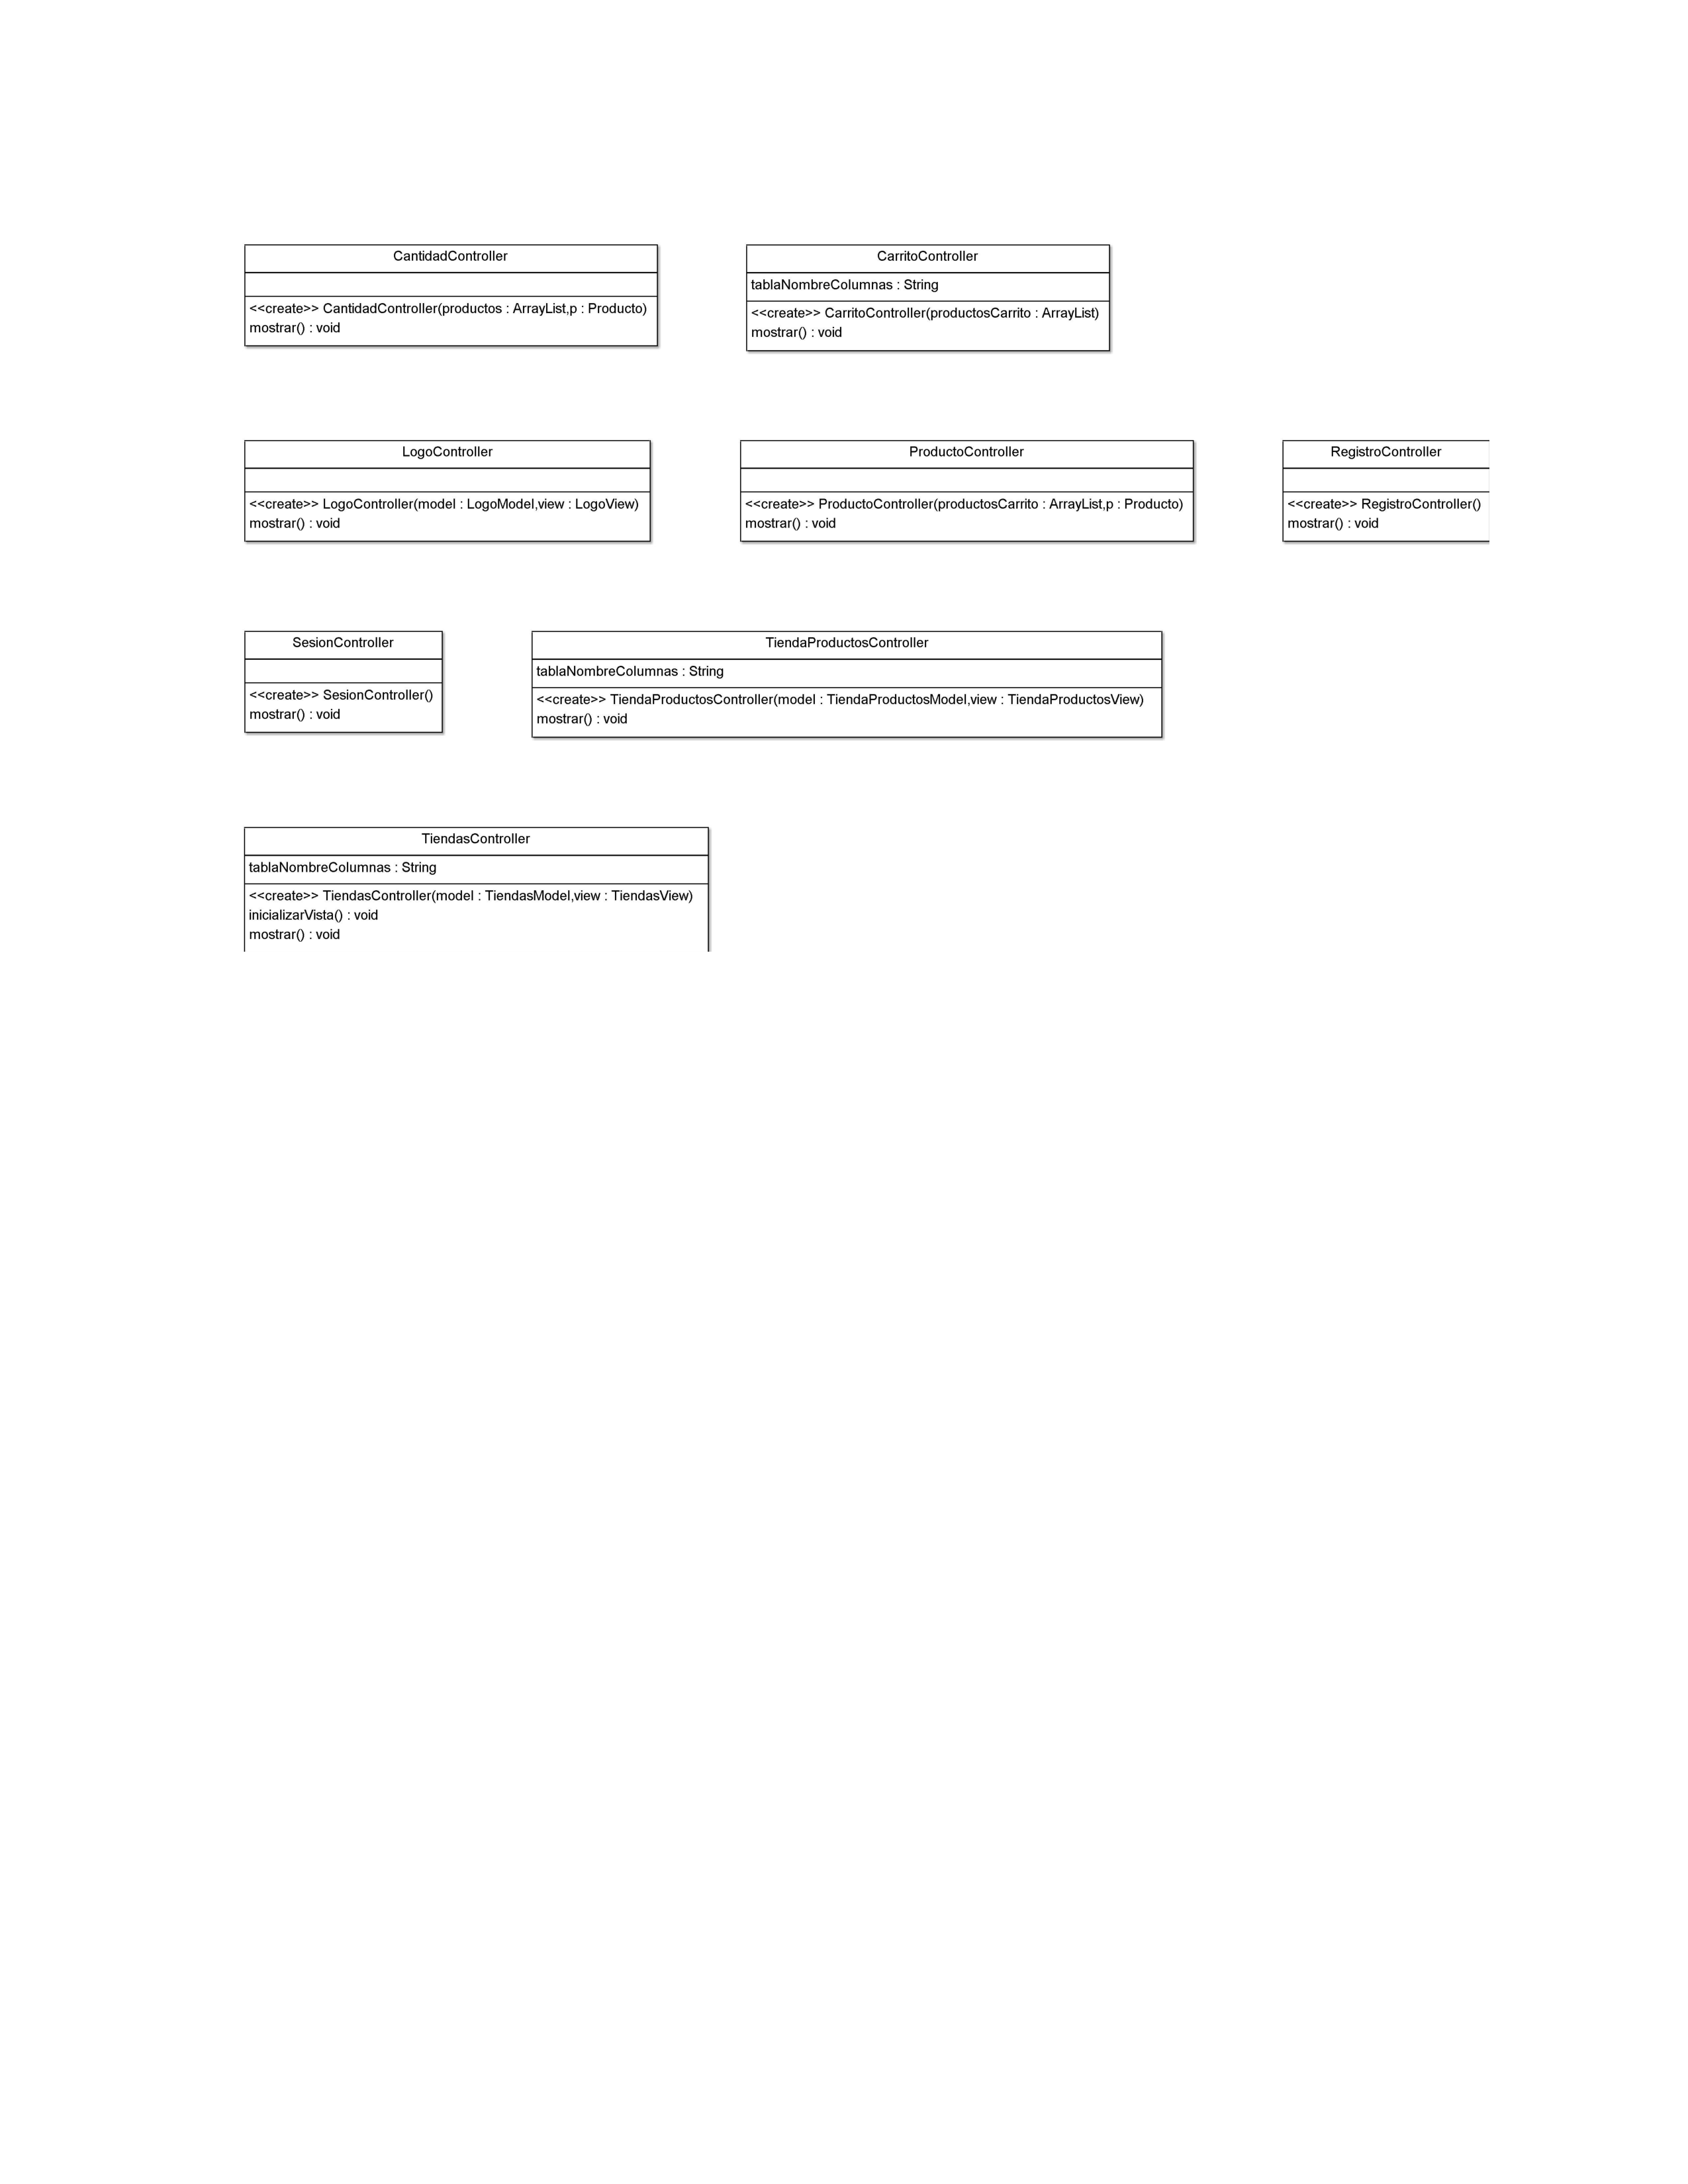 CantidadController
<<create>> CantidadController(productos : ArrayList,p : Producto)
mostrar() : void
CarritoController
tablaNombreColumnas : String
<<create>> CarritoController(productosCarrito : ArrayList)
mostrar() : void
LogoController
<<create>> LogoController(model : LogoModel,view : LogoView)
mostrar() : void
ProductoController
<<create>> ProductoController(productosCarrito : ArrayList,p : Producto)
mostrar() : void
RegistroController
<<create>> RegistroController()
mostrar() : void
SesionController
<<create>> SesionController()
mostrar() : void
TiendaProductosController
tablaNombreColumnas : String
<<create>> TiendaProductosController(model : TiendaProductosModel,view : TiendaProductosView)
mostrar() : void
TiendasController
tablaNombreColumnas : String
<<create>> TiendasController(model : TiendasModel,view : TiendasView)
inicializarVista() : void
mostrar() : void